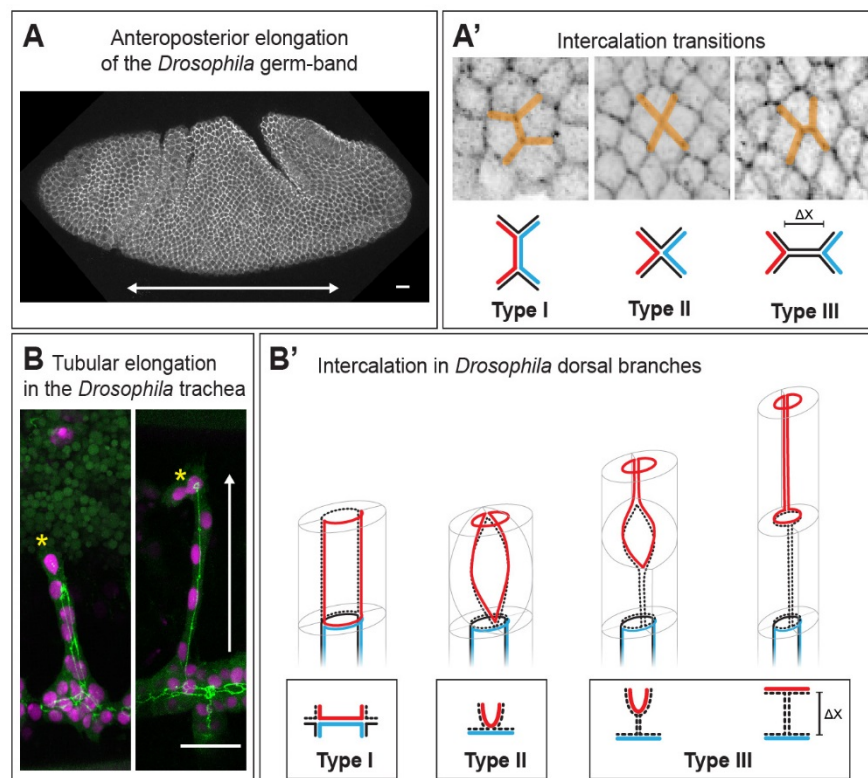 A Anteroposterior elongation
of the Drosophila germ-band
A' Intercalation transitions
ΔX
Type I Type II Type III
B Tubular elongation
in the Drosophila trachea
*
*
B' Intercalation in Drosophila dorsal branches
ΔX
Type I Type II Type III